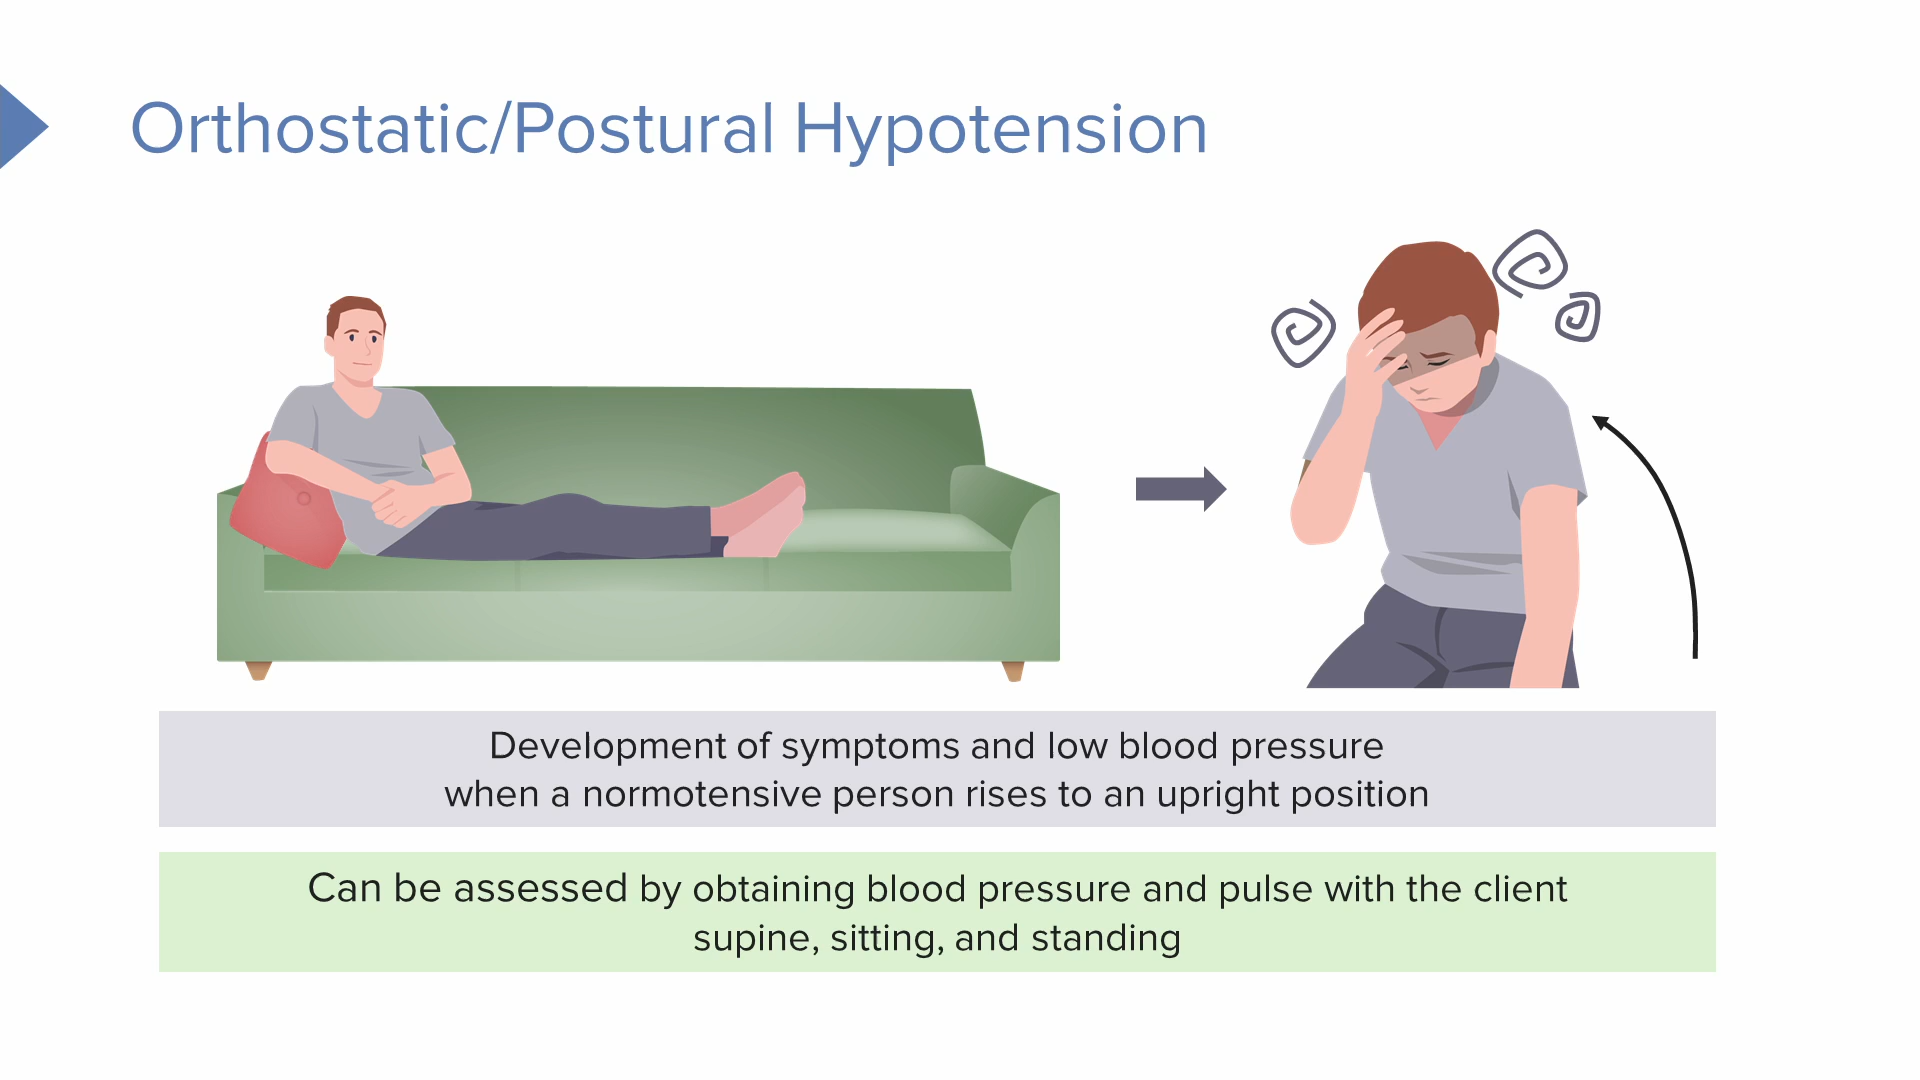 Orthostatic/Postural Hypotension
Development of symptoms and low blood pressure
when a normotensive person rises to an upright position
Can be assessed by obtaining blood pressure and pulse with the client
supine, sitting, and standing